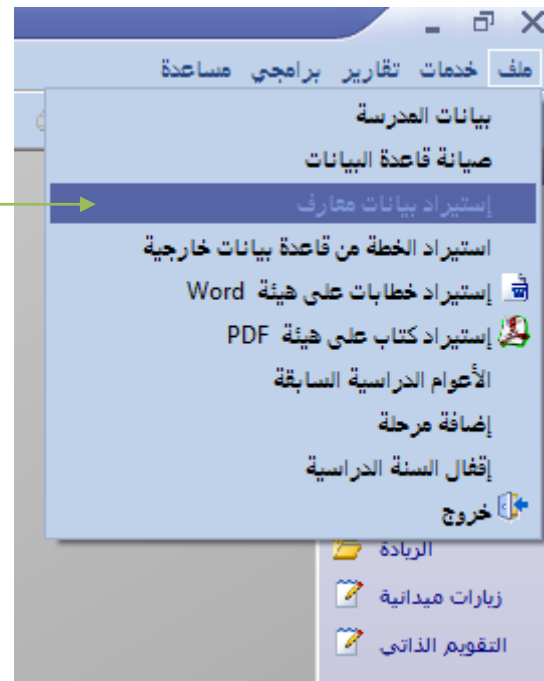 ملف خدمات تقارير برامجي مساعدة
بيانات المدرسة
صيانة قاعدة البيانات
إستيراد بيانات معارف
استيراد الخطة من قاعدة بيانات خارجية
إستيراد خطابات على هيئة Word
إستيراد كتاب على هيئة PDF
الأعوام الدراسية السابقة
إضافة مرحلة
إقفال السنة الدراسية
خروج
الريادة
زيارات ميدانية
التقويم الذاتي